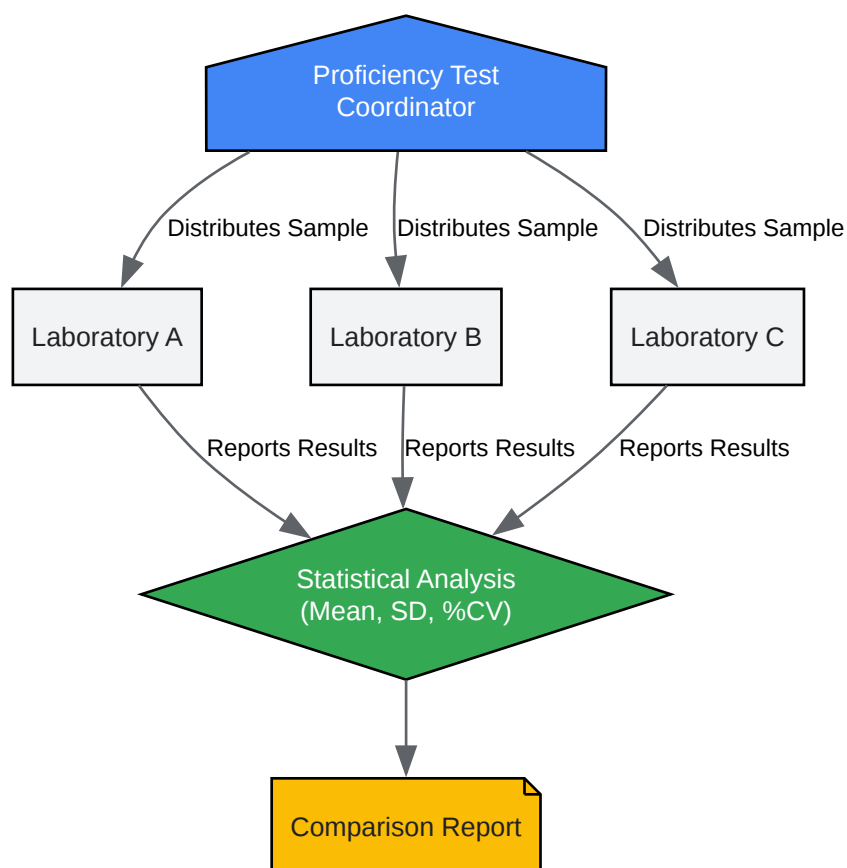 Proficiency Test
Coordinator
Distributes Sample
Distributes Sample
Distributes Sample
Laboratory A
Laboratory B
Laboratory C
Reports Results
Reports Results
Reports Results
Statistical Analysis
(Mean, SD, %CV)
Comparison Report